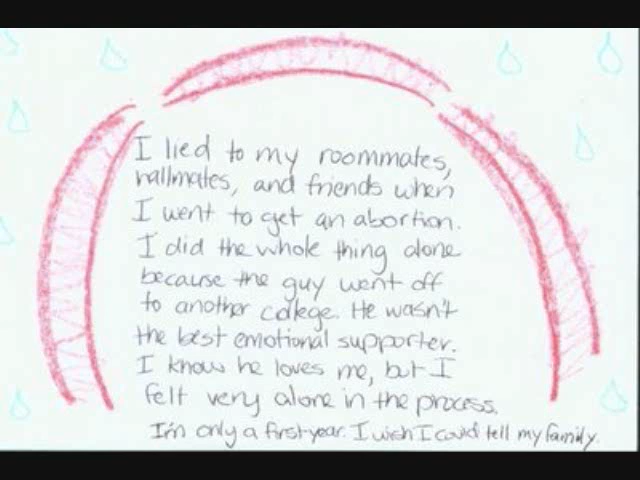 I lied to my roommates,
hallmates, and friends when
I went to get an abortion.
I did the whole thing alone
because the guy went off
to another college. He wasn't
the best emotional supporter.
I know he loves me, but I
felt very alone in the process.
I'm only a first year. I wish I could tell my family.